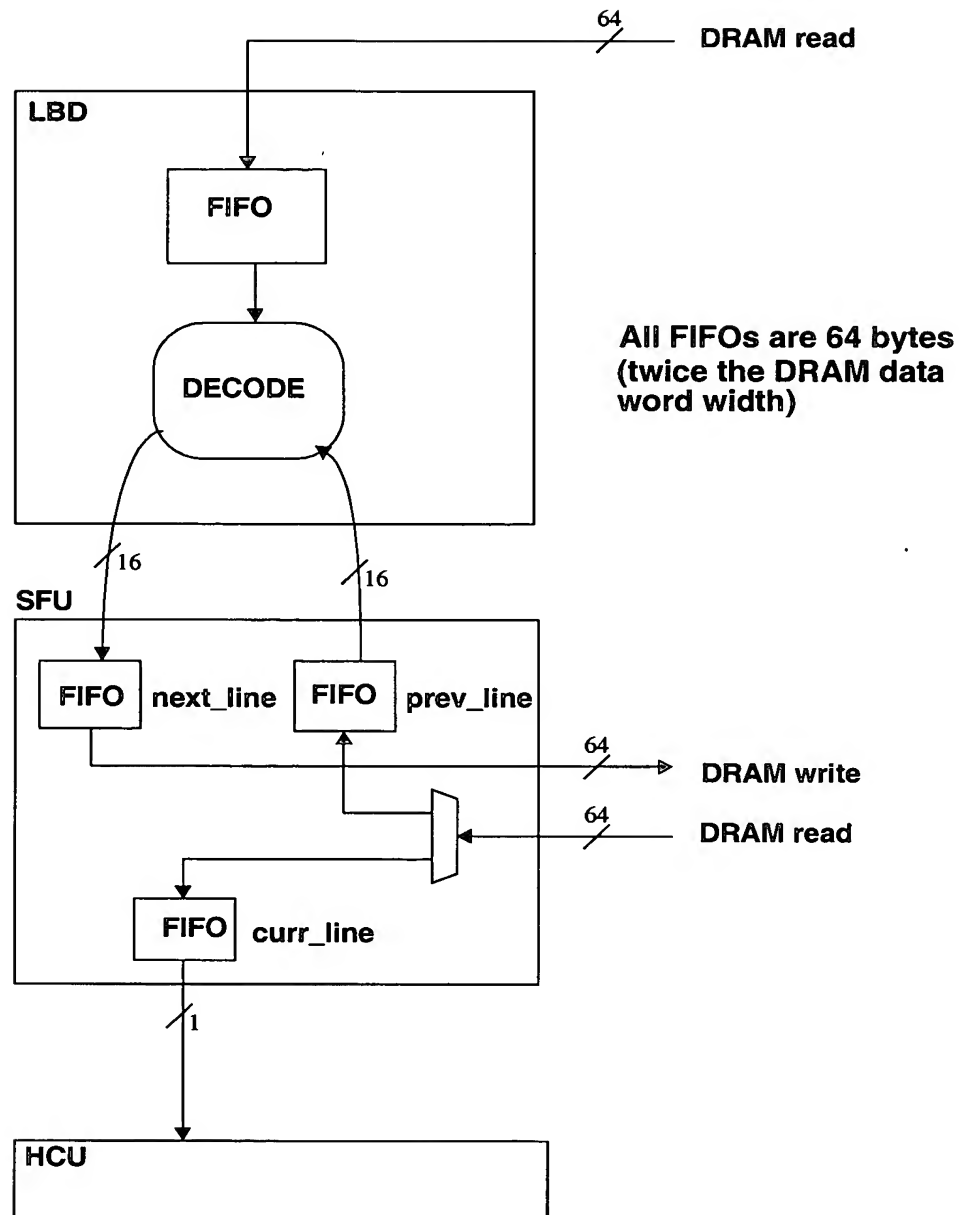 64
DRAM read
LBD
FIFO
All FIFOs are 64 bytes
(twice the DRAM data
word width)
DECODE
16
16
SFU
FIFO
next_line
FIFO
prev_line
64
DRAM write
64
DRAM read
FIFO
curr_line
1
HCU